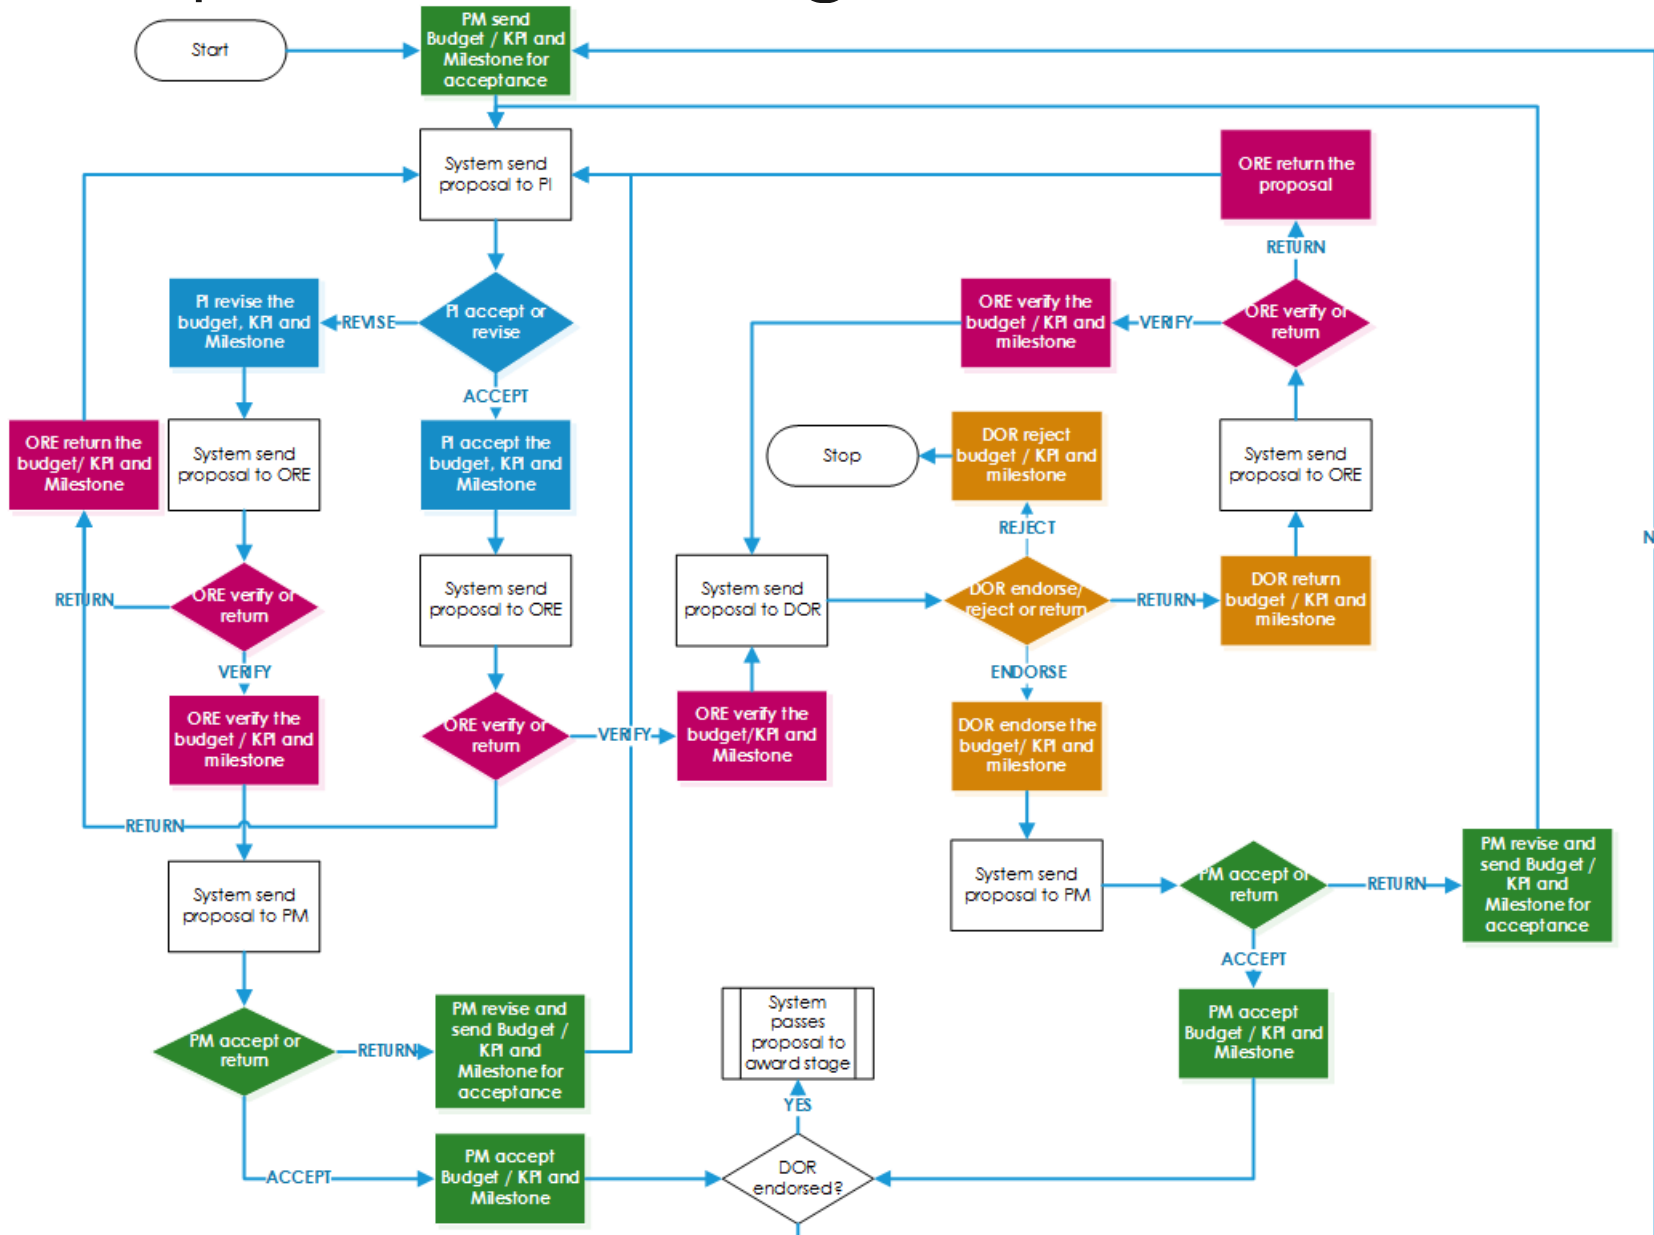 Start
PM send
Budget / KPI and
Milestone for
acceptance
System send
proposal to PI
ORE return the
proposal
RETURN
PI revise the
budget, KPI and
Milestone
REVISE
PI accept or
revise
ORE verify the
budget / KPI and
milestone
VERIFY
ORE verify or
return
ACCEPT
ORE return the
budget/ KPI and
Milestone
System send
proposal to ORE
PI accept the
budget, KPI and
Milestone
Stop
DOR reject
budget / KPI and
milestone
System send
proposal to ORE
REJECT
RETURN
ORE verify or
return
System send
proposal to ORE
System send
proposal to DOR
DOR endorse/
reject or return
RETURN
DOR return
budget / KPI and
milestone
VERIFY
ENDORSE
ORE verify the
budget / KPI and
milestone
ORE verify or
return
VERIFY
ORE verify the
budget/KPI and
Milestone
DOR endorse the
budget/ KPI and
milestone
RETURN
System send
proposal to PM
System send
proposal to PM
PM accept or
return
RETURN
PM revise and
send Budget /
KPI and
Milestone for
acceptance
ACCEPT
PM accept or
return
RETURN
PM revise and
send Budget /
KPI and
Milestone for
acceptance
System
passes
proposal to
award stage
PM accept
Budget / KPI and
Milestone
YES
ACCEPT
PM accept
Budget / KPI and
Milestone
DOR
endorsed?